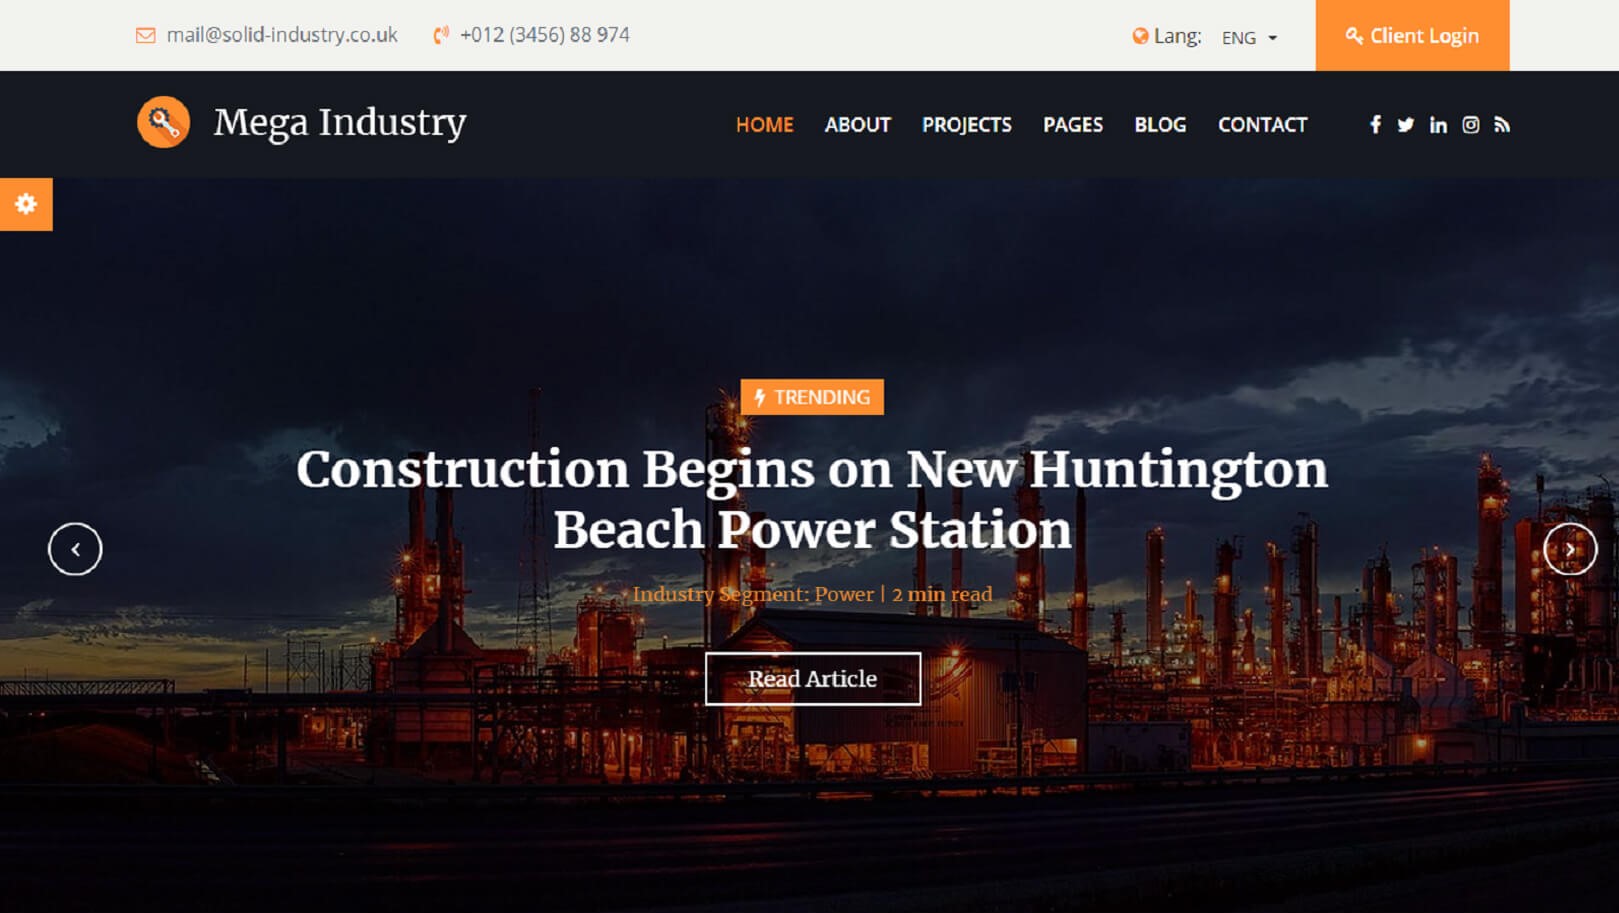 mail@solid-industry.co.uk
+012 (3456) 88 974
Lang: ENG
Client Login
Mega Industry
HOME ABOUT PROJECTS PAGES BLOG CONTACT
TRENDING
Construction Begins on New Huntington
Beach Power Station
Industry Segment: Power | 2 min read
Read Article